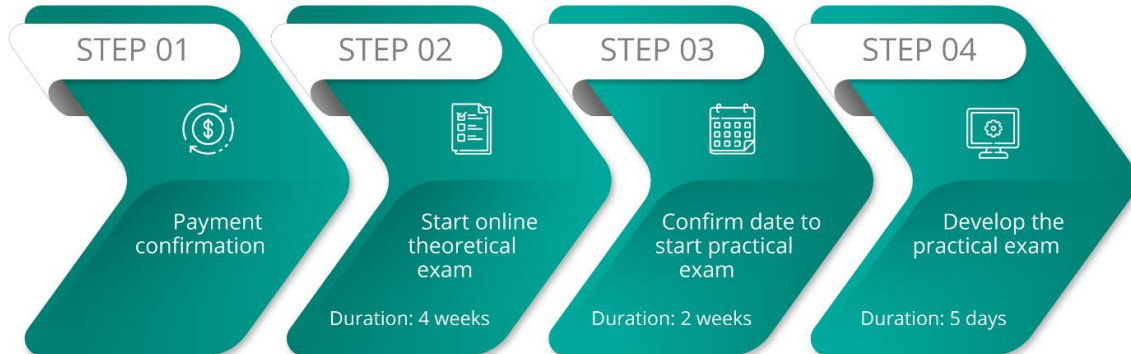 STEP 01
Payment
confirmation
STEP 02
Start online
theoretical
exam
Duration: 4 weeks
STEP 03
Confirm date to
start practical
exam
Duration: 2 weeks
STEP 04
Develop the
practical exam
Duration: 5 days